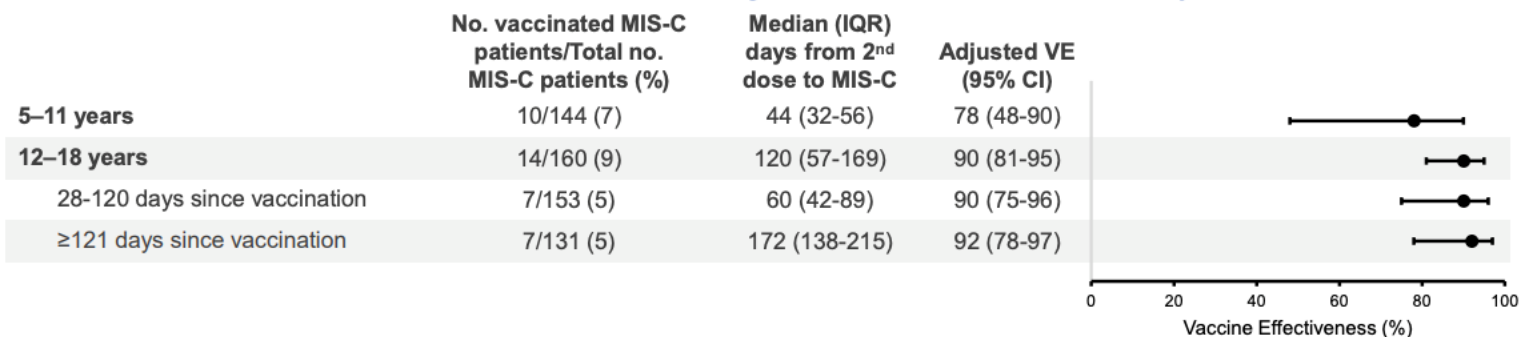 No. vaccinated MIS-C patients/Total no. MIS-C patients (%) Median (IQR) days from 2nd dose to MIS-C Adjusted VE (95% CI)
5–11 years 10/144 (7) 44 (32-56) 78 (48-90)
12–18 years 14/160 (9) 120 (57-169) 90 (81-95)
28-120 days since vaccination 7/153 (5) 60 (42-89) 90 (75-96)
≥121 days since vaccination 7/131 (5) 172 (138-215) 92 (78-97)
0 20 40 60 80 100
Vaccine Effectiveness (%)